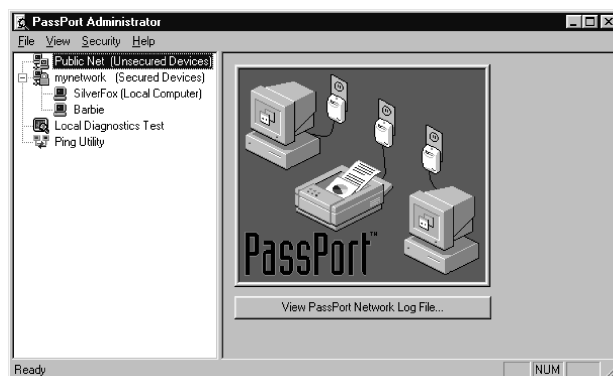 PassPort Administrator
File View Security Help
Public Net (Unsecured Devices)
mynetwork (Secured Devices)
SilverFox (Local Computer)
Barbie
Local Diagnostics Test
Ping Utility
PassPort™
View PassPort Network Log File...
Ready
NUM